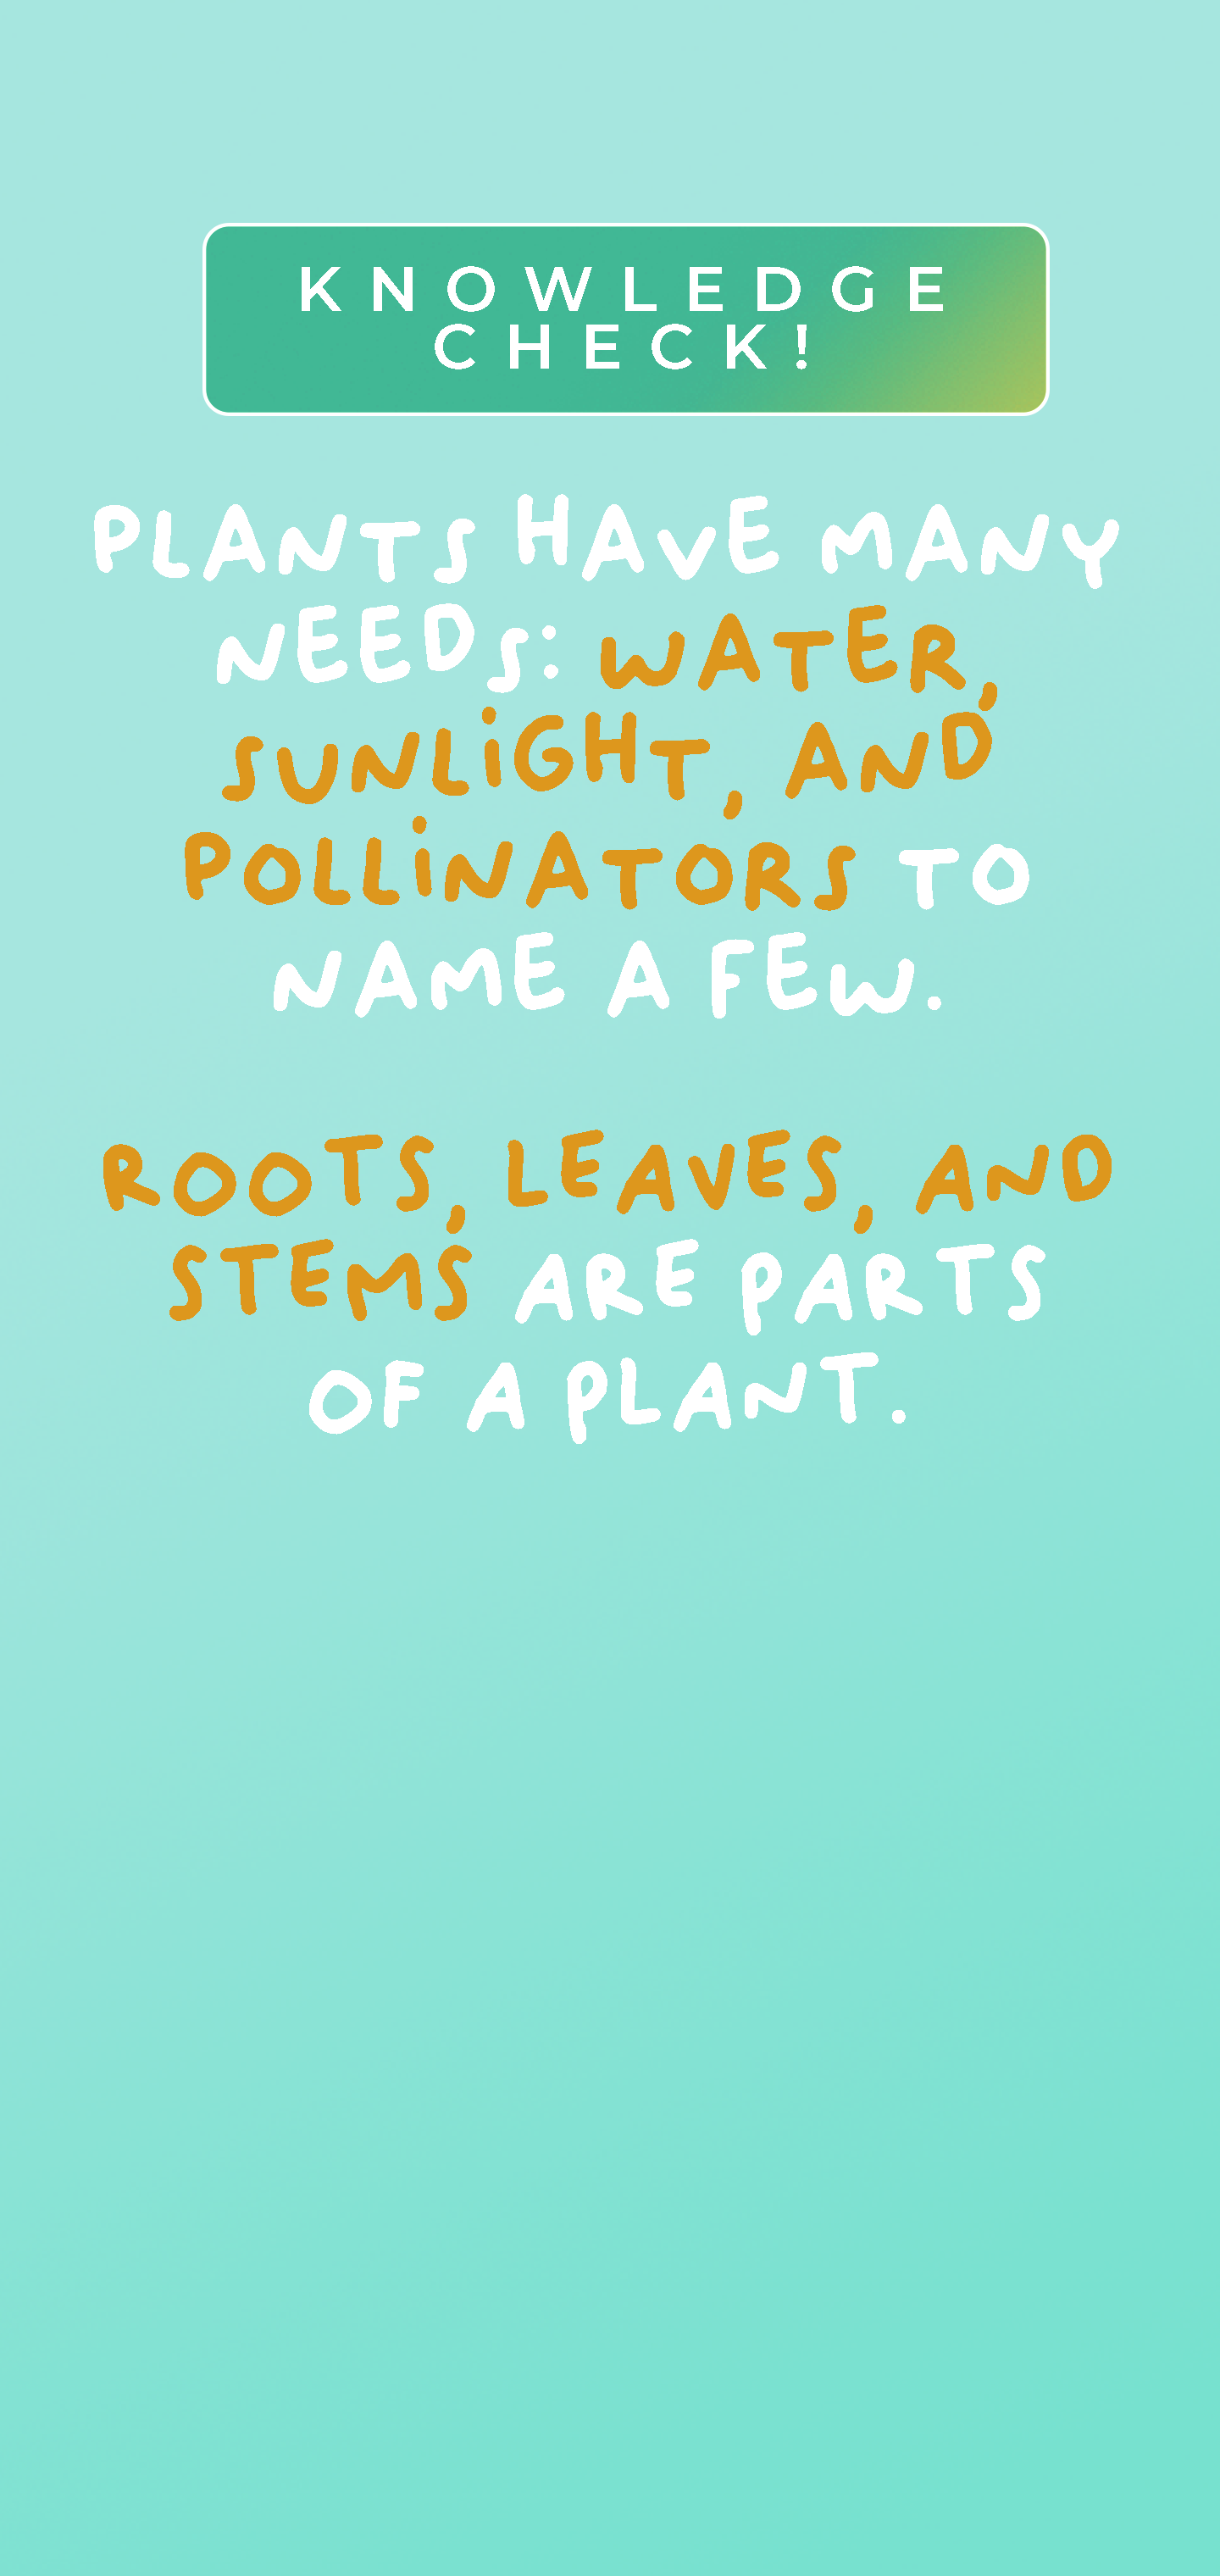 KNOWLEDGE
CHECK!
PLANTS HAVE MANY
NEEDS: WATER,
SUNLiGHT, AND
POLLiNATORS TO
NAME A FEW.
ROOTS, LEAVES, AND
STEMS ARE PARTS
OF A PLANT.